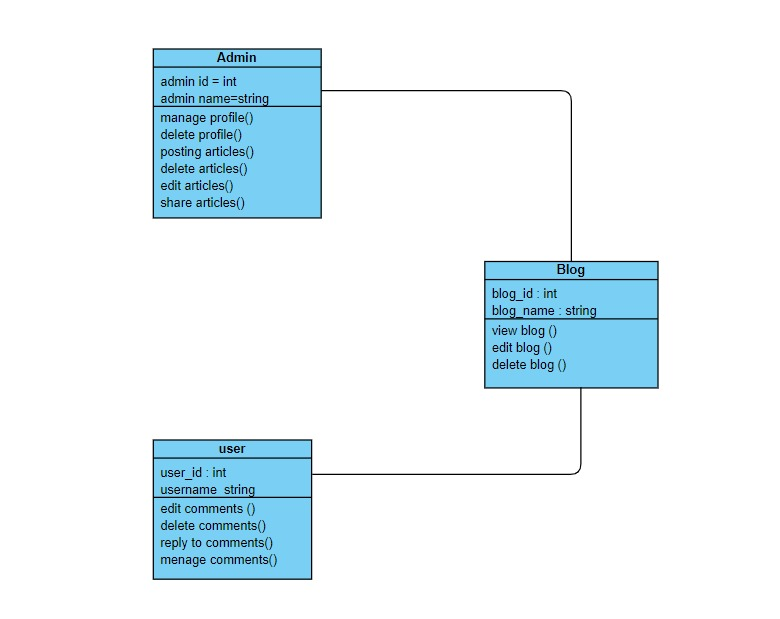 Admin
admin id = int
admin name=string
manage profile()
delete profile()
posting articles()
delete articles()
edit articles()
share articles()
Blog
blog_id : int
blog_name : string
view blog ()
edit blog ()
delete blog ()
user
user_id : int
username string
edit comments ()
delete comments()
reply to comments()
menage comments()